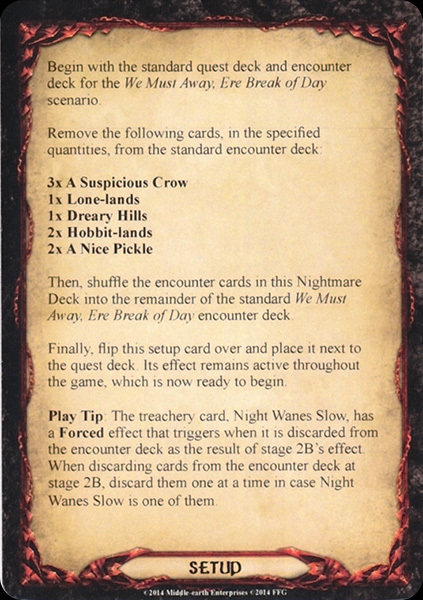 Begin with the standard quest deck and encounter
deck for the We Must Away, Ere Break of Day
scenario.
Remove the following cards, in the specified
quantities, from the standard encounter deck:
3x A Suspicious Crow
1x Lone-lands
1x Dreary Hills
2x Hobbit-lands
2x A Nice Pickle
Then, shuffle the encounter cards in this Nightmare
Deck into the remainder of the standard We Must
Away, Ere Break of Day encounter deck.
Finally, flip this setup card over and place it next to
the quest deck. Its effect remains active throughout
the game, which is now ready to begin.
Play Tip: The treachery card, Night Wanes Slow, has
a Forced effect that triggers when it is discarded from
the encounter deck as the result of stage 2B's effect.
When discarding cards from the encounter deck at
stage 2B, discard them one at a time in case Night
Wanes Slow is one of them.
SETUP
©2014 Middle-earth Enterprises ©2014 FFG